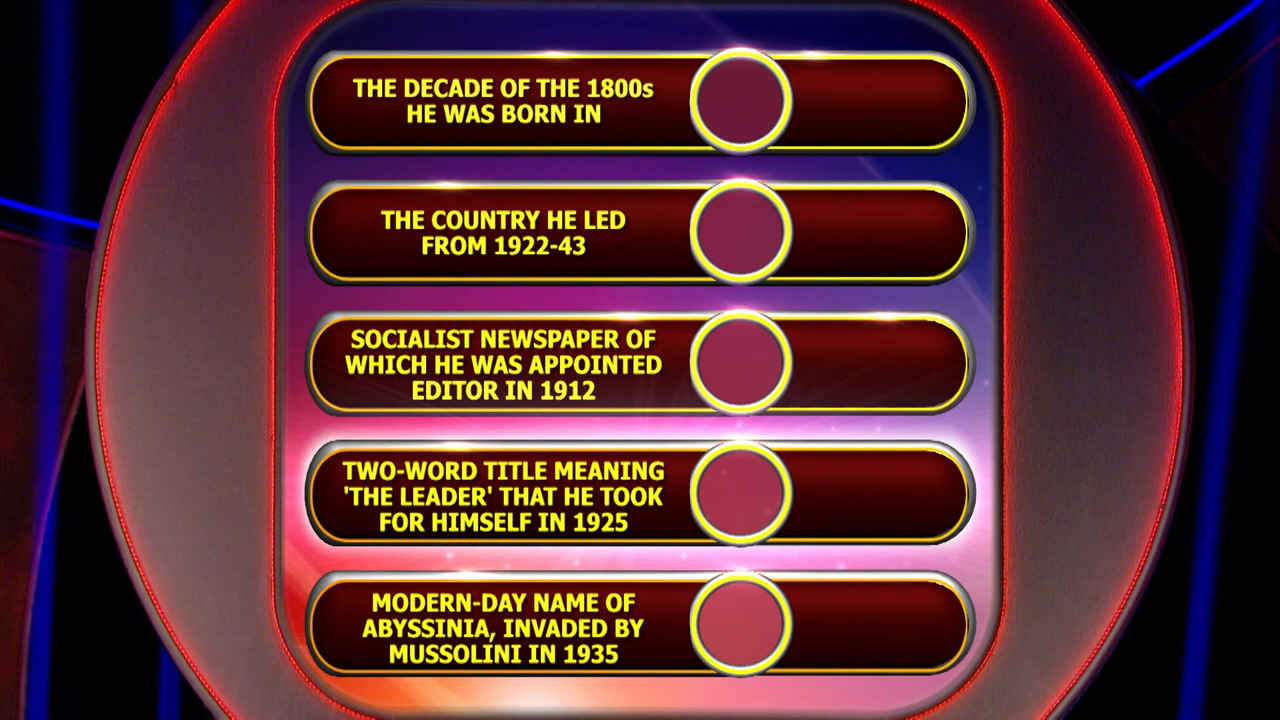 THE DECADE OF THE 1800s
HE WAS BORN IN
THE COUNTRY HE LED
FROM 1922-43
SOCIALIST NEWSPAPER OF
WHICH HE WAS APPOINTED
EDITOR IN 1912
TWO-WORD TITLE MEANING
'THE LEADER' THAT HE TOOK
FOR HIMSELF IN 1925
MODERN-DAY NAME OF
ABYSSINIA, INVADED BY
MUSSOLINI IN 1935